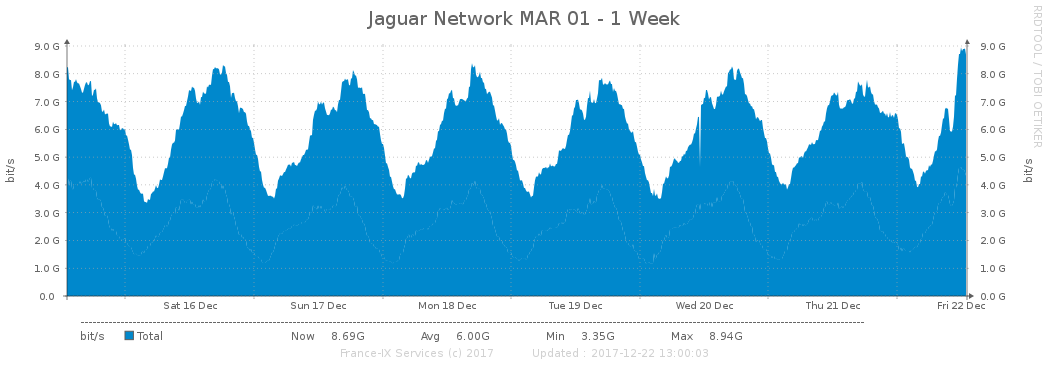 Jaguar Network MAR 01 - 1 Week
RRDTOOL / TOBI OETIKER
bit/s
9.0 G
8.0 G
7.0 G
6.0 G
5.0 G
4.0 G
3.0 G
2.0 G
1.0 G
0.0
9.0 G
8.0 G
7.0 G
6.0 G
5.0 G
4.0 G
3.0 G
2.0 G
1.0 G
0.0 G
bit/s
Sat 16 Dec Sun 17 Dec Mon 18 Dec Tue 19 Dec Wed 20 Dec Thu 21 Dec Fri 22 Dec
bit/s Total Now 8.69G Avg 6.00G Min 3.35G Max 8.94G
France-IX Services (c) 2017 Updated : 2017-12-22 13:00:03